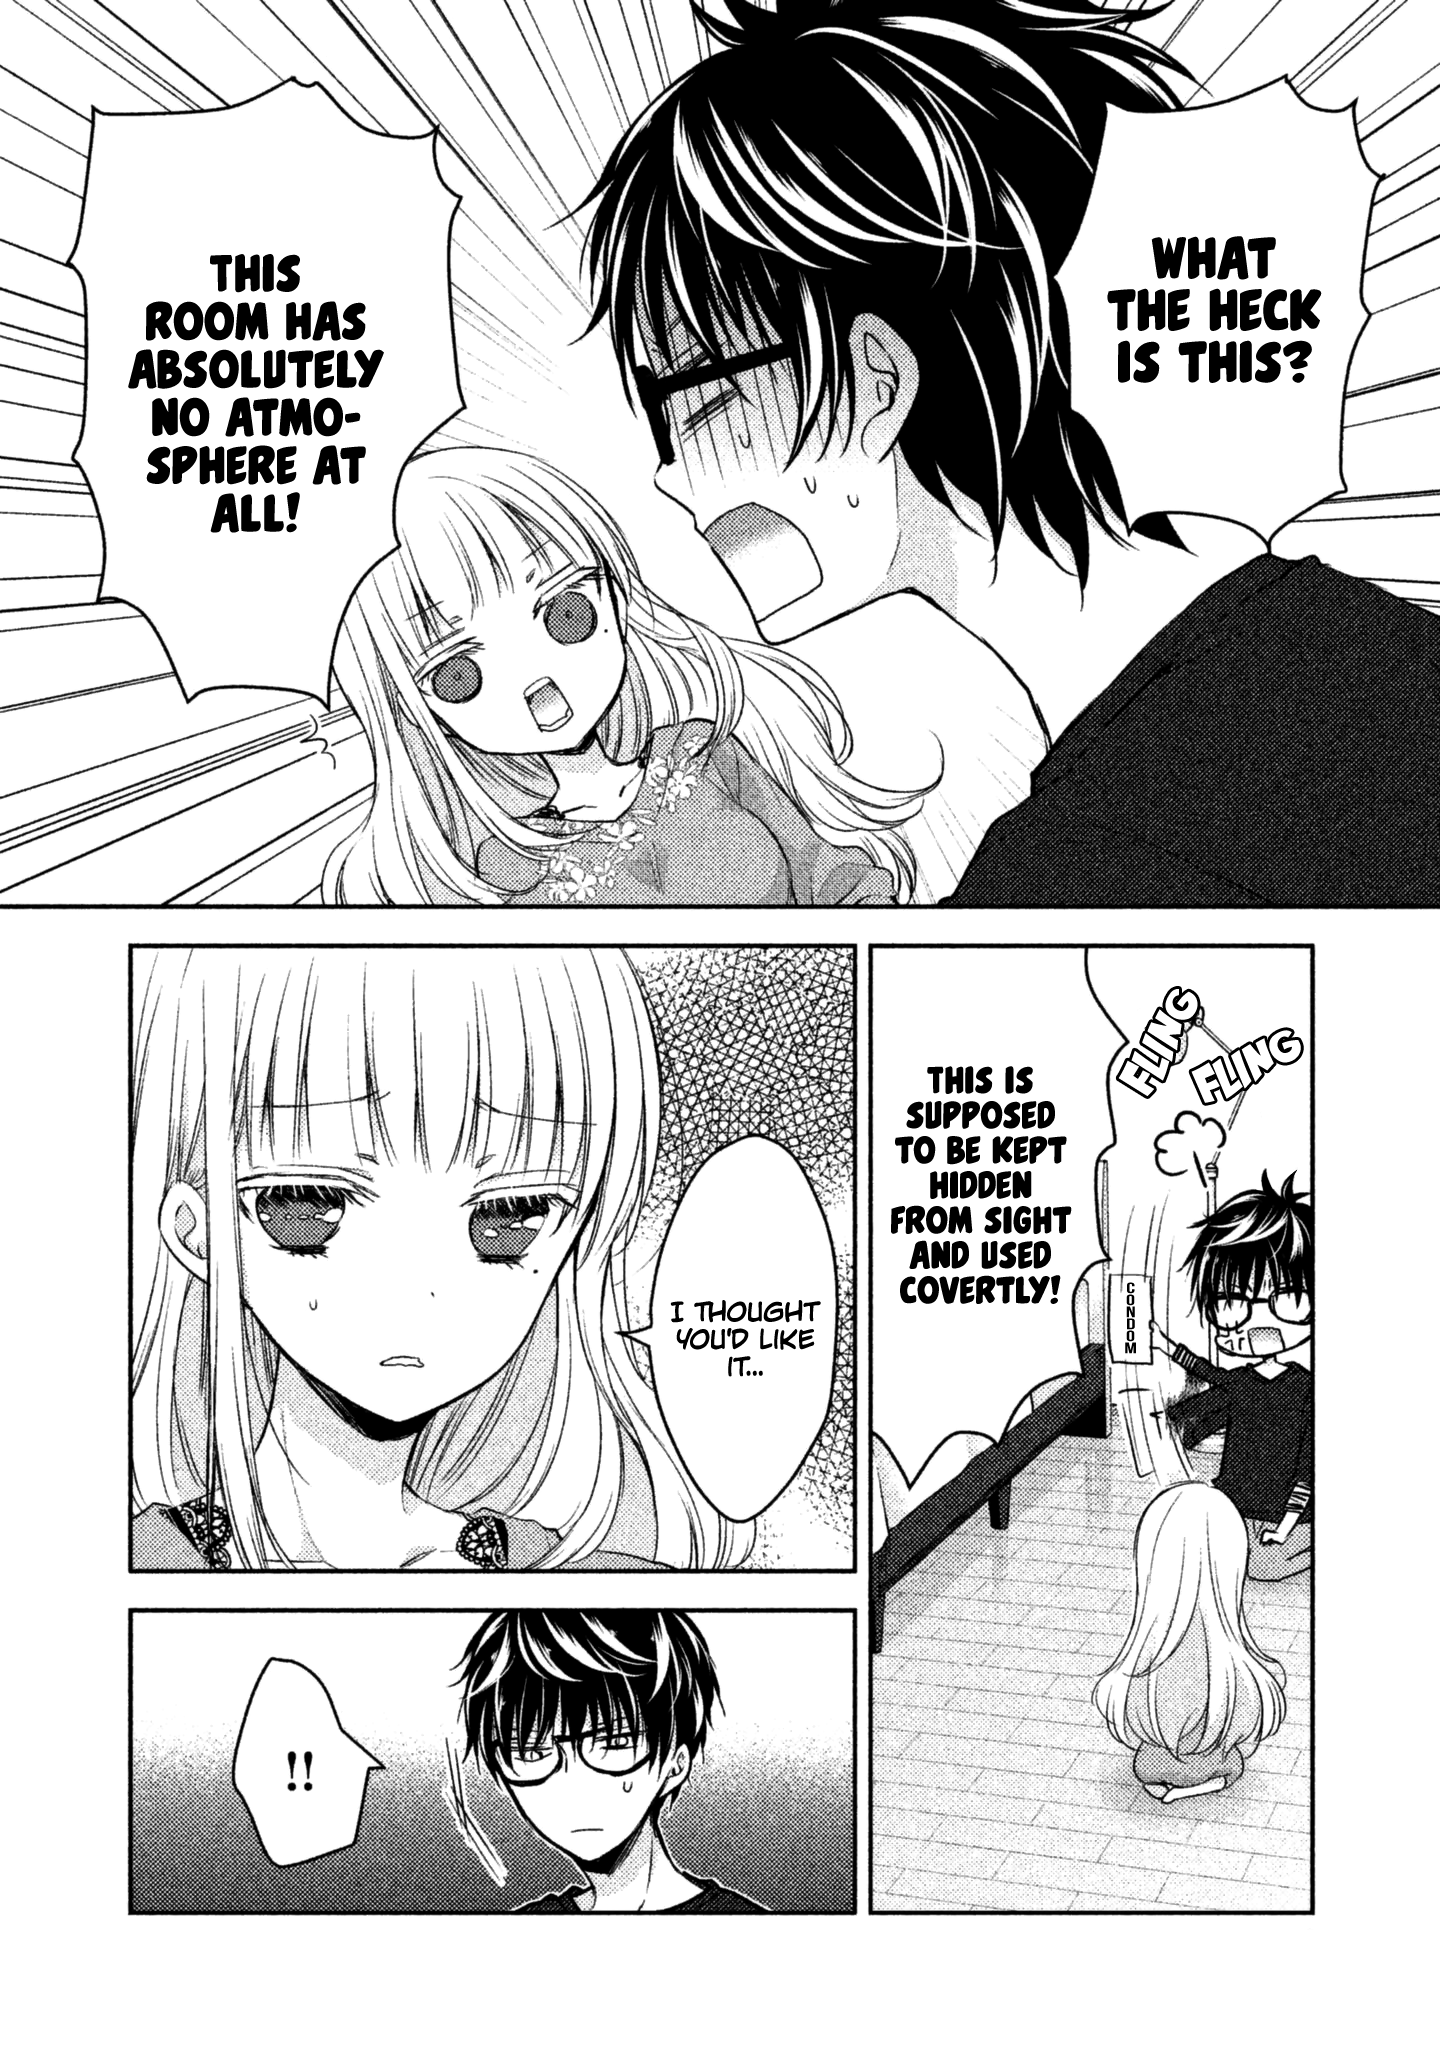 WHAT
THE HECK
IS THIS?
THIS
ROOM HAS
ABSOLUTELY
NO ATMO-
SPHERE AT
ALL!
FLING
FLING
THIS IS
SUPPOSED
TO BE KEPT
HIDDEN
FROM SIGHT
AND USED
COVERTLY!
CONDOM
I THOUGHT
YOU'D LIKE
IT...
!!